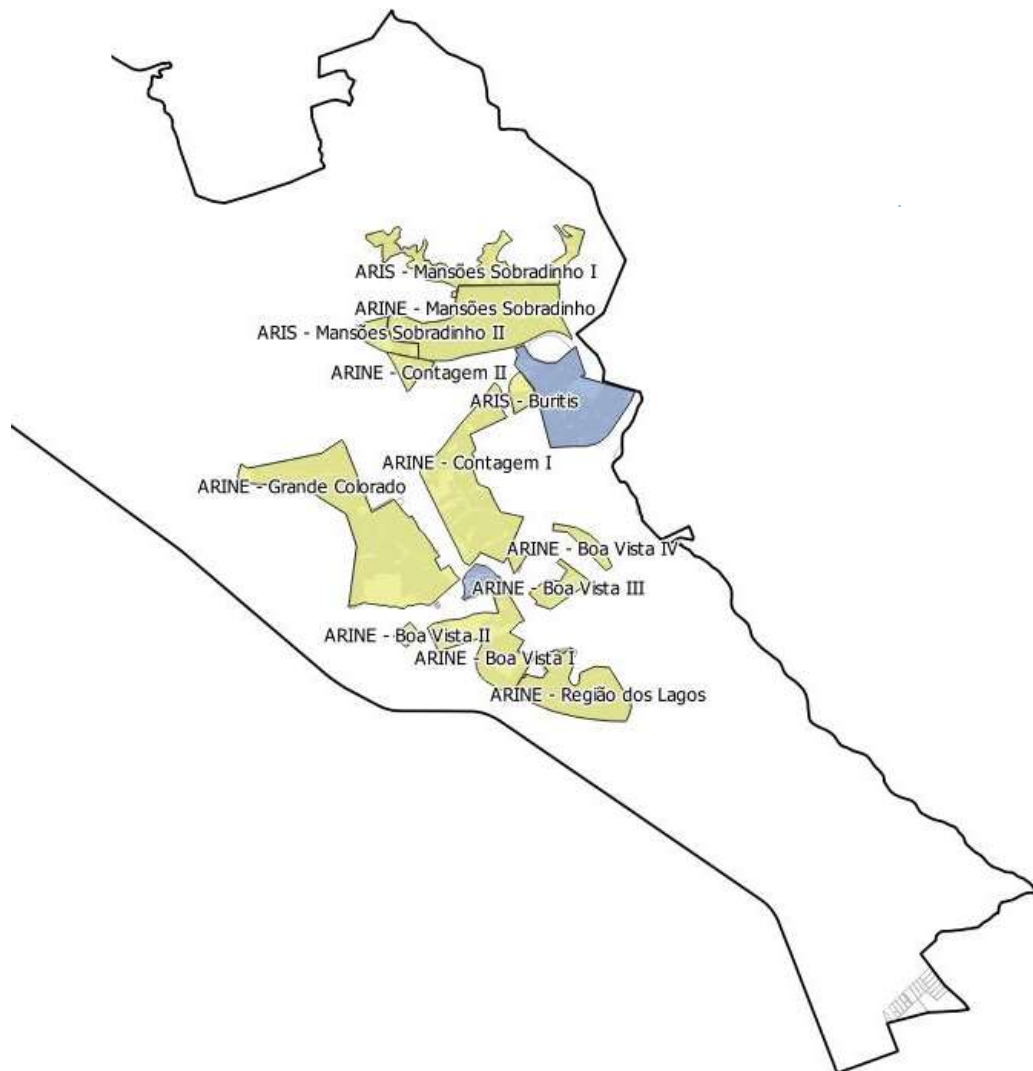 ARIS - Mansões Sobradinho I
ARINE - Mansões Sobradinho
ARIS - Mansões Sobradinho II
ARINE - Contagem II
ARIS - Buritis
ARINE - Contagem I
ARINE - Grande Colorado
ARINE - Boa Vista IV
ARINE - Boa Vista III
ARINE - Boa Vista II
ARINE - Boa Vista I
ARINE - Região dos Lagos